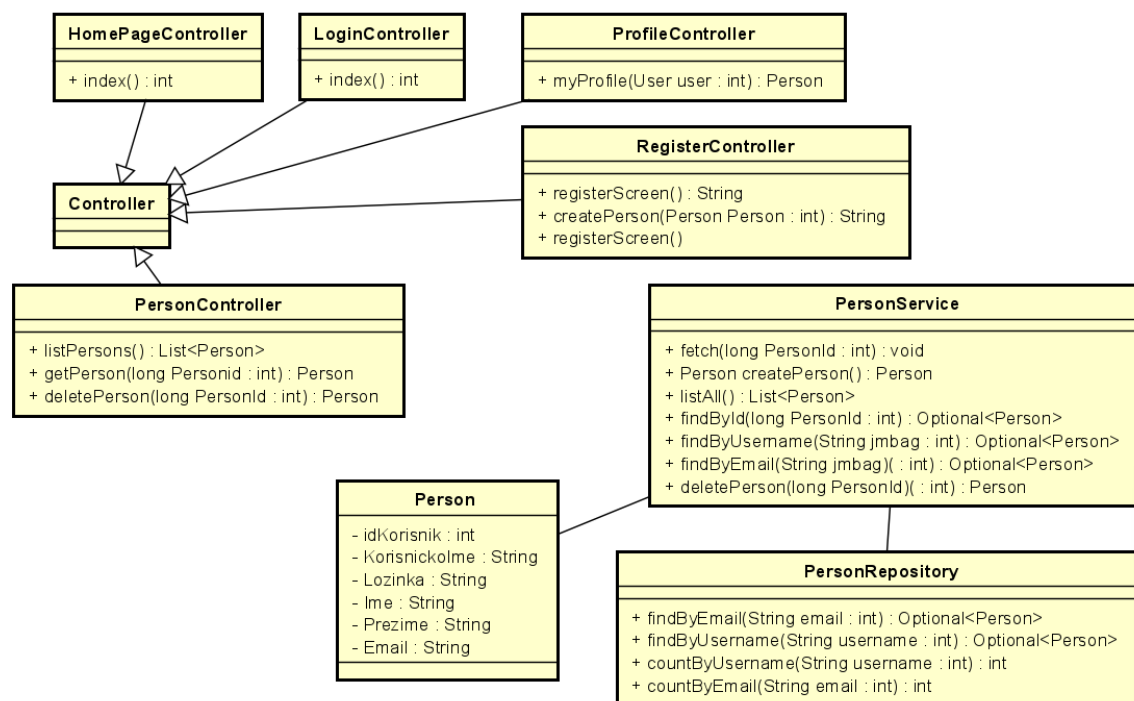 HomePageController
+ index() : int
LoginController
+ index() : int
ProfileController
+ myProfile(User user : int) : Person
RegisterController
+ registerScreen() : String
+ createPerson(Person Person : int) : String
+ registerScreen()
Controller
PersonController
+ listPersons() : List<Person>
+ getPerson(long Personid : int) : Person
+ deletePerson(long PersonId : int) : Person
PersonService
+ fetch(long PersonId : int) : void
+ Person createPerson() : Person
+ listAll() : List<Person>
+ findById(long PersonId : int) : Optional<Person>
+ findByUsername(String jmbag : int) : Optional<Person>
+ findByEmail(String jmbag)( : int) : Optional<Person>
+ deletePerson(long PersonId)( : int) : Person
Person
- idKorisnik : int
- KorisnickoIme : String
- Lozinka : String
- Ime : String
- Prezime : String
- Email : String
PersonRepository
+ findByEmail(String email : int) : Optional<Person>
+ findByUsername(String username : int) : Optional<Person>
+ countByUsername(String username : int) : int
+ countByEmail(String email : int) : int